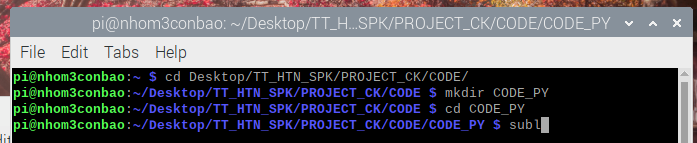 pi@nhom3conbao: ~/Desktop/TT_HTN_SPK/PROJECT_CK/CODE/CODE_PY
File Edit Tabs Help
pi@nhom3conbao:~ $ cd Desktop/TT_HTN_SPK/PROJECT_CK/CODE/
pi@nhom3conbao:~/Desktop/TT_HTN_SPK/PROJECT_CK/CODE $ mkdir CODE_PY
pi@nhom3conbao:~/Desktop/TT_HTN_SPK/PROJECT_CK/CODE $ cd CODE_PY
pi@nhom3conbao:~/Desktop/TT_HTN_SPK/PROJECT_CK/CODE/CODE_PY $ subl